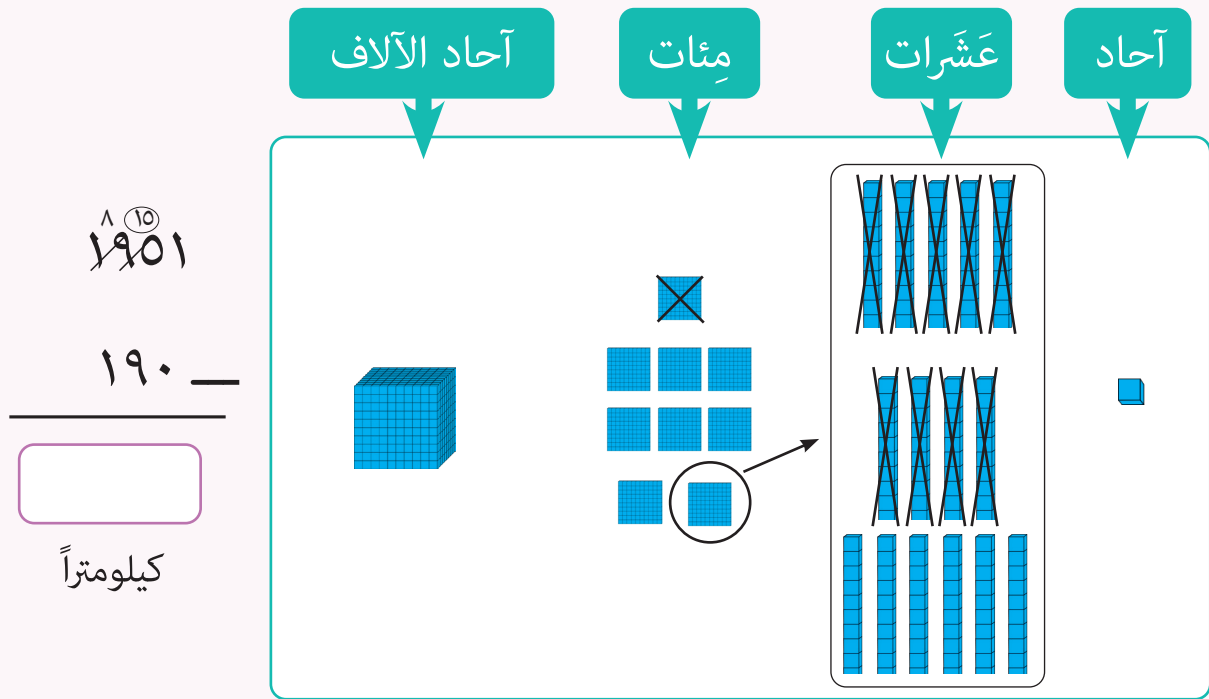 آحاد
عَشَرات
مِئات
آحاد الآلاف
٨ ١٥
١٩٥١
١٩٠ —
كيلومتراً